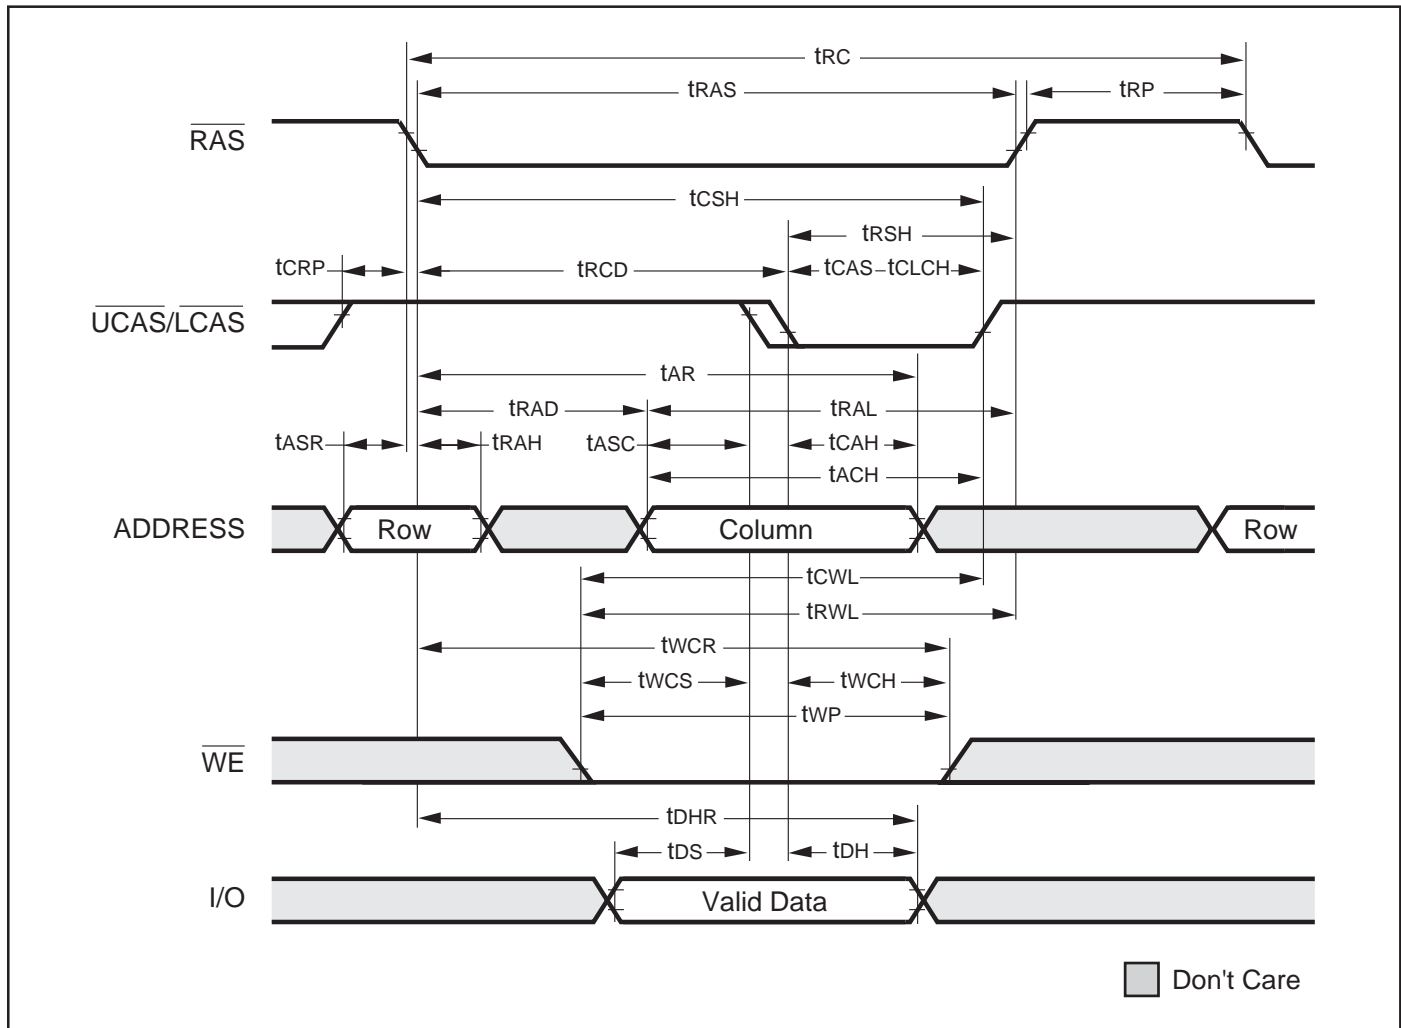 tRC
tRAS
tRP
RAS
tCSH
tRSH
tCRP
tRCD
tCAS
tCLCH
UCAS/LCAS
tAR
tRAD
tRAL
tASR
tRAH
tASC
tCAH
tACH
ADDRESS
Row
Column
Row
tCWL
tRWL
tWCR
tWCS
tWCH
tWP
WE
tDHR
tDS
tDH
I/O
Valid Data
Don't Care